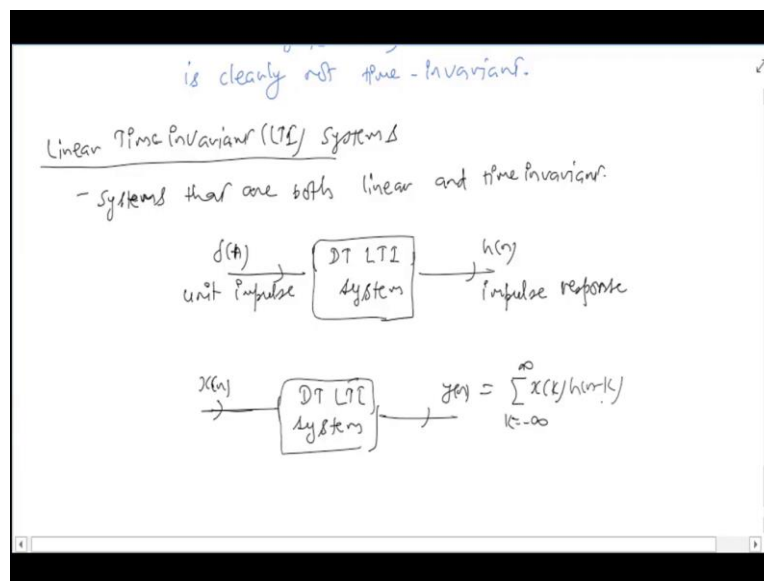 is clearly not time-invariant.
Linear Time Invariant (LTI) systems
- Systems that are both linear and time invariant.
δ(n) DT LTI h(n)
unit impulse system impulse response
x(n) DT LTI y(n) = ∞∑k=-∞ x(k) h(n-k)
system